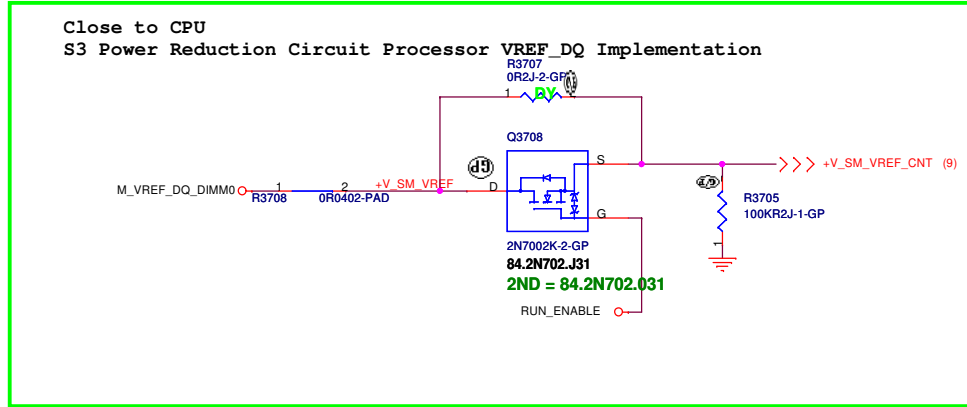 Close to CPU
S3 Power Reduction Circuit Processor VREF_DQ Implementation
R3707
0R2J-2-GP
1 DY 2
Q3708
GP
S
+V_SM_VREF_CNT (9)
M_VREF_DQ_DIMM0
1
2
+V_SM_VREF
D
R3708
0R0402-PAD
R3705
100KR2J-1-GP
G
1
2N7002K-2-GP
84.2N702.J31
2ND = 84.2N702.031
RUN_ENABLE